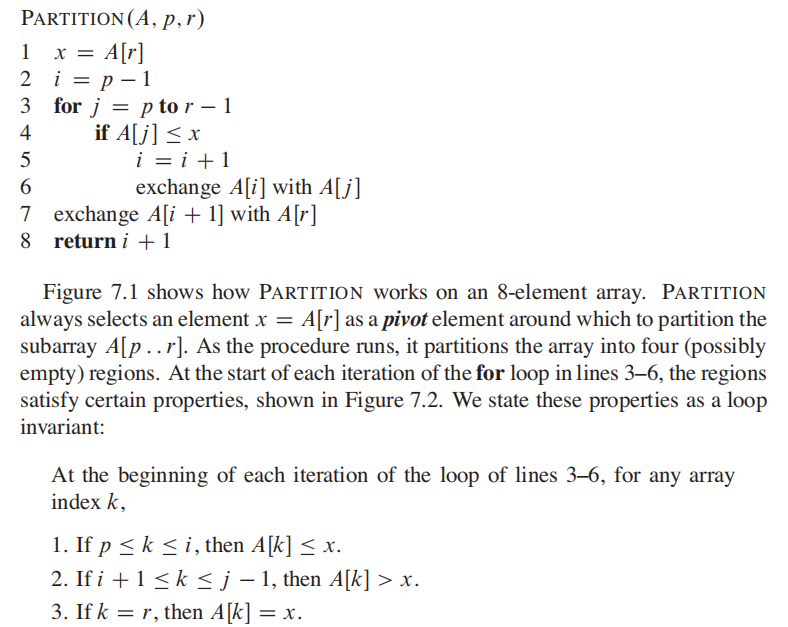 PARTITION(A, p, r)
1 x = A[r]
2 i = p − 1
3 for j = p to r − 1
4 if A[j] ≤ x
5 i = i + 1
6 exchange A[i] with A[j]
7 exchange A[i + 1] with A[r]
8 return i + 1
Figure 7.1 shows how PARTITION works on an 8-element array. PARTITION
always selects an element x = A[r] as a pivot element around which to partition the
subarray A[p . . r]. As the procedure runs, it partitions the array into four (possibly
empty) regions. At the start of each iteration of the for loop in lines 3–6, the regions
satisfy certain properties, shown in Figure 7.2. We state these properties as a loop
invariant:
At the beginning of each iteration of the loop of lines 3–6, for any array
index k,
1. If p ≤ k ≤ i, then A[k] ≤ x.
2. If i + 1 ≤ k ≤ j − 1, then A[k] > x.
3. If k = r, then A[k] = x.